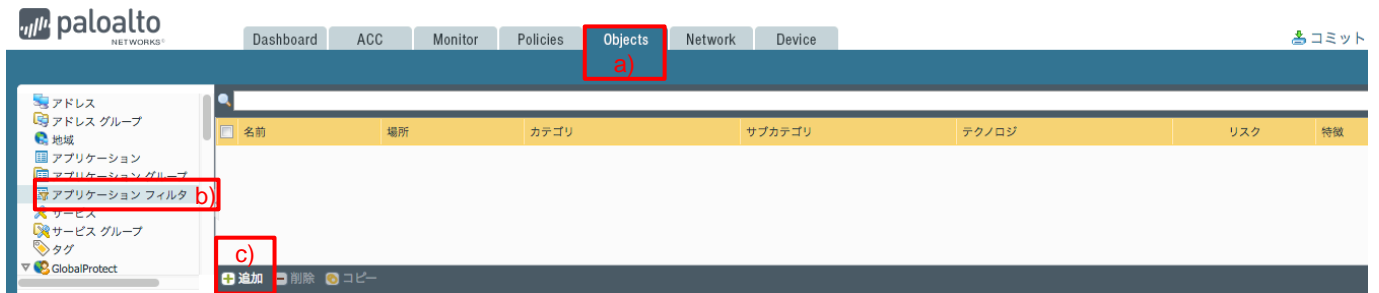 paloalto
NETWORKS®
Dashboard ACC Monitor Policies Objects Network Device
コミット
a)
アドレス
アドレス グループ
地域
アプリケーション
アプリケーション グループ
アプリケーション フィルタ b)
サービス
サービス グループ
タグ
GlobalProtect
名前 場所 カテゴリ サブカテゴリ テクノロジ リスク 特徴
c)
追加 削除 コピー